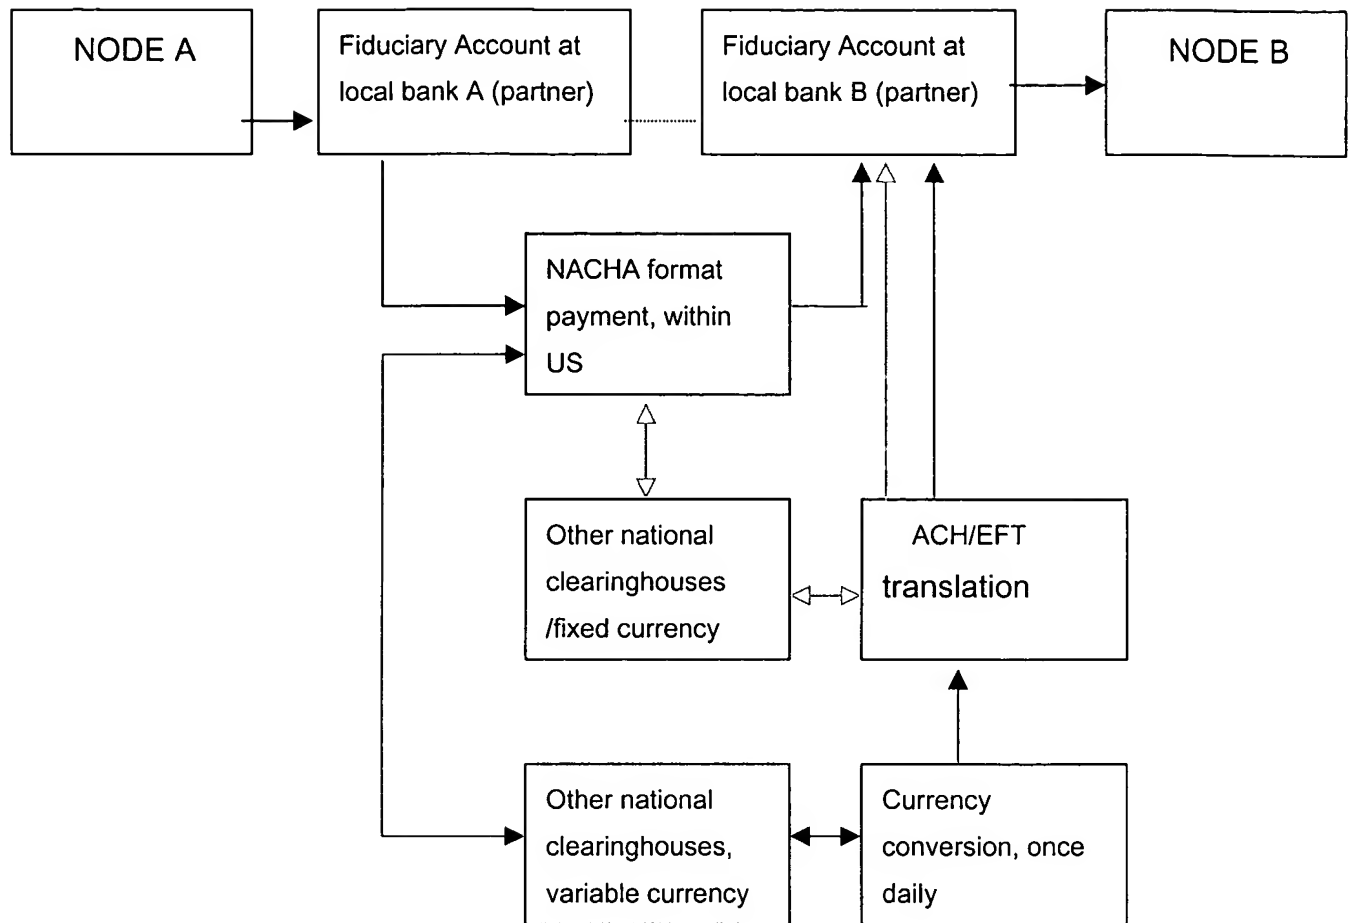 NODE A
Fiduciary Account at
local bank A (partner)
Fiduciary Account at
local bank B (partner)
NODE B
NACHA format
payment, within
US
Other national
clearinghouses
/fixed currency
ACH/EFT
translation
Other national
clearinghouses,
variable currency
Currency
conversion, once
daily